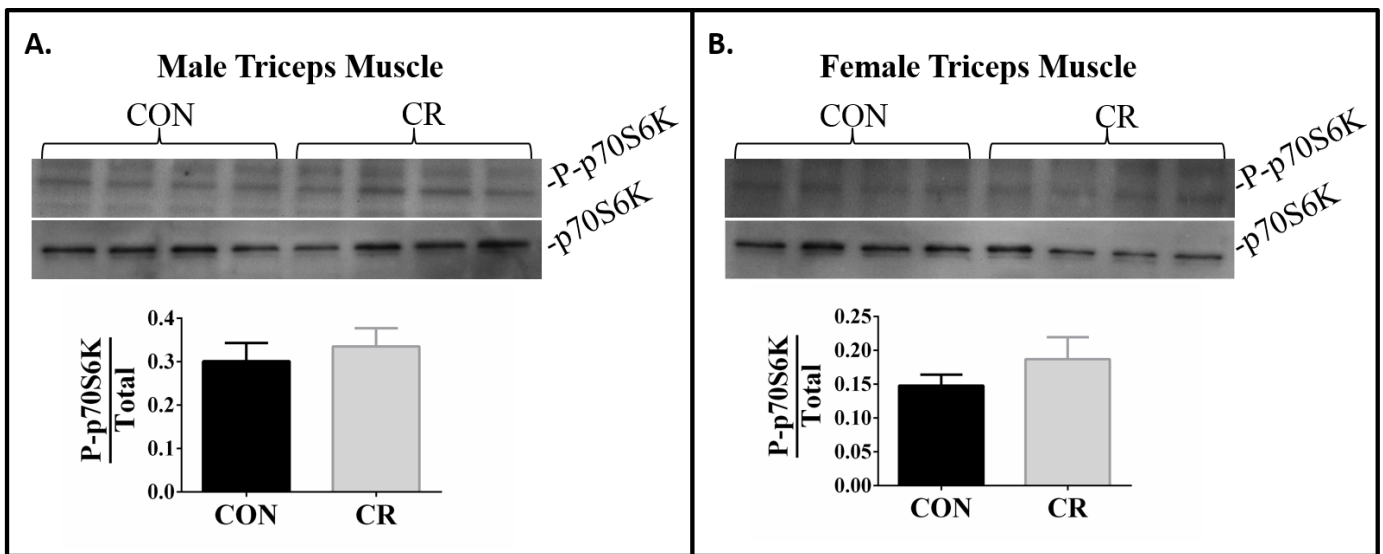 A.
Male Triceps Muscle
CON CR
-P-p70S6K
-p70S6K
P-p70S6K
Total
0.4
0.3
0.2
0.1
0.0
CON CR
B.
Female Triceps Muscle
CON CR
-P-p70S6K
-p70S6K
P-p70S6K
Total
0.25
0.20
0.15
0.10
0.05
0.00
CON CR